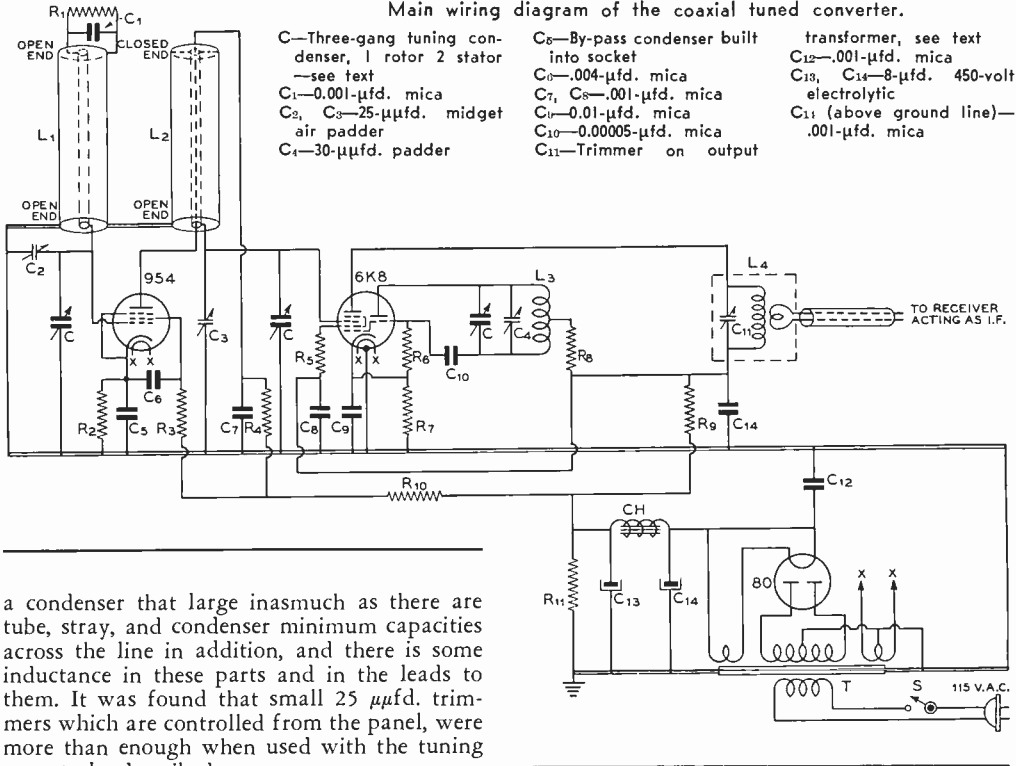 Main wiring diagram of the coaxial tuned converter.
C—Three-gang tuning con-
denser, 1 rotor 2 stator
—see text
C1—0.001-μfd. mica
C2, C3—25-μμfd. midget
air padder
C4—30-μμfd. padder
C5—By-pass condenser built
into socket
C6—.004-μfd. mica
C7, C8—.001-μfd. mica
C9—0.01-μfd. mica
C10—0.00005-μfd. mica
C11—Trimmer on output
transformer, see text
C12—.001-μfd. mica
C13, C14—8-μfd. 450-volt
electrolytic
C11 (above ground line)—
.001-μfd. mica
R1
C1
OPEN
END
CLOSED
END
L1
L2
OPEN
END
OPEN
END
C2
954
C
C3
C
6K8
L3
C
C4
L4
C11
TO RECEIVER
ACTING AS I.F.
X X
X X
R5
R6
C10
R8
C6
R2
C5
R3
C7
R4
C8
C9
R7
R9
C14
R10
C12
CH
80
X X
R11
C13
C14
T
S
115 V.A.C.
a condenser that large inasmuch as there are
tube, stray, and condenser minimum capacities
across the line in addition, and there is some
inductance in these parts and in the leads to
them. It was found that small 25 μμfd. trim-
mers which are controlled from the panel, were
more than enough when used with the tuning